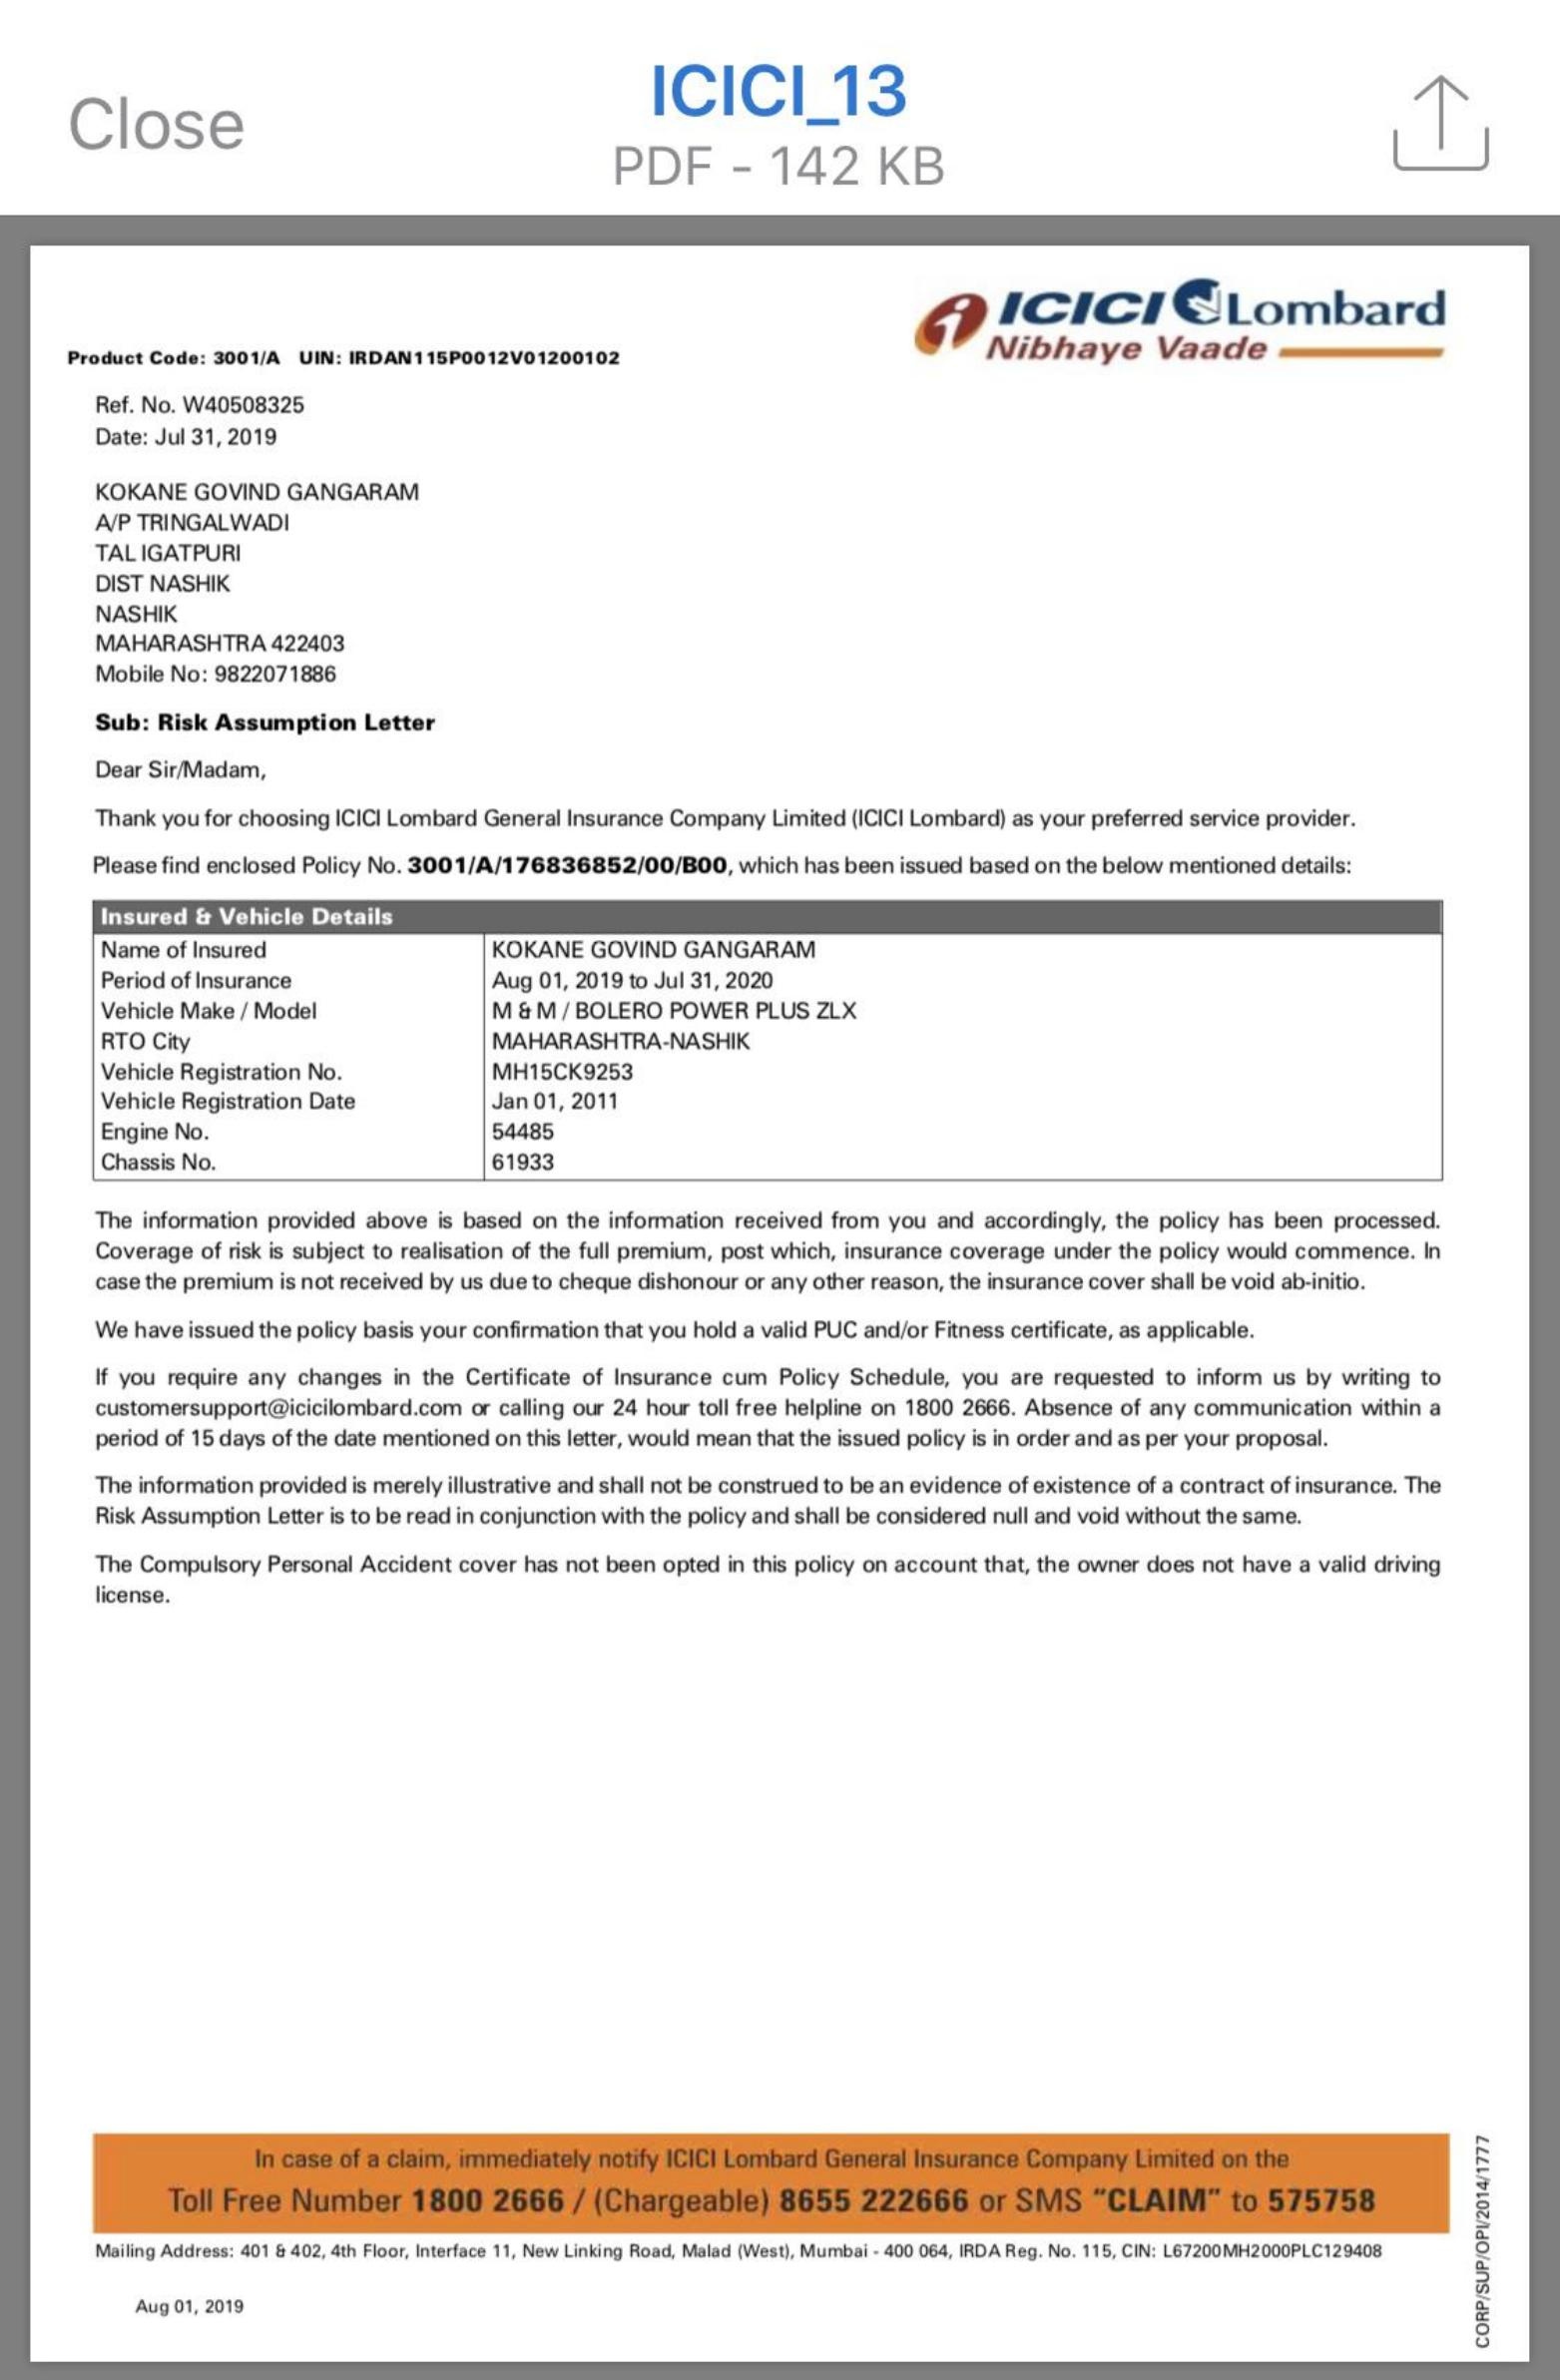 Close
ICICI_13
PDF - 142 KB
ICICI Lombard
Nibhaye Vaade
Product Code: 3001/A UIN: IRDAN115P0012V01200102
Ref. No. W40508325
Date: Jul 31, 2019
KOKANE GOVIND GANGARAM
A/P TRINGALWADI
TAL IGATPURI
DIST NASHIK
NASHIK
MAHARASHTRA 422403
Mobile No: 9822071886
Sub: Risk Assumption Letter
Dear Sir/Madam,
Thank you for choosing ICICI Lombard General Insurance Company Limited (ICICI Lombard) as your preferred service provider.
Please find enclosed Policy No. 3001/A/176836852/00/B00, which has been issued based on the below mentioned details:
Insured & Vehicle Details
Name of Insured KOKANE GOVIND GANGARAM
Period of Insurance Aug 01, 2019 to Jul 31, 2020
Vehicle Make / Model M & M / BOLERO POWER PLUS ZLX
RTO City MAHARASHTRA-NASHIK
Vehicle Registration No. MH15CK9253
Vehicle Registration Date Jan 01, 2011
Engine No. 54485
Chassis No. 61933
The information provided above is based on the information received from you and accordingly, the policy has been processed.
Coverage of risk is subject to realisation of the full premium, post which, insurance coverage under the policy would commence. In
case the premium is not received by us due to cheque dishonour or any other reason, the insurance cover shall be void ab-initio.
We have issued the policy basis your confirmation that you hold a valid PUC and/or Fitness certificate, as applicable.
If you require any changes in the Certificate of Insurance cum Policy Schedule, you are requested to inform us by writing to
customersupport@icicilombard.com or calling our 24 hour toll free helpline on 1800 2666. Absence of any communication within a
period of 15 days of the date mentioned on this letter, would mean that the issued policy is in order and as per your proposal.
The information provided is merely illustrative and shall not be construed to be an evidence of existence of a contract of insurance. The
Risk Assumption Letter is to be read in conjunction with the policy and shall be considered null and void without the same.
The Compulsory Personal Accident cover has not been opted in this policy on account that, the owner does not have a valid driving
license.
In case of a claim, immediately notify ICICI Lombard General Insurance Company Limited on the
Toll Free Number 1800 2666 / (Chargeable) 8655 222666 or SMS “CLAIM” to 575758
Mailing Address: 401 & 402, 4th Floor, Interface 11, New Linking Road, Malad (West), Mumbai - 400 064, IRDA Reg. No. 115, CIN: L67200MH2000PLC129408
Aug 01, 2019
CORP/SUP/OPI/2014/1777